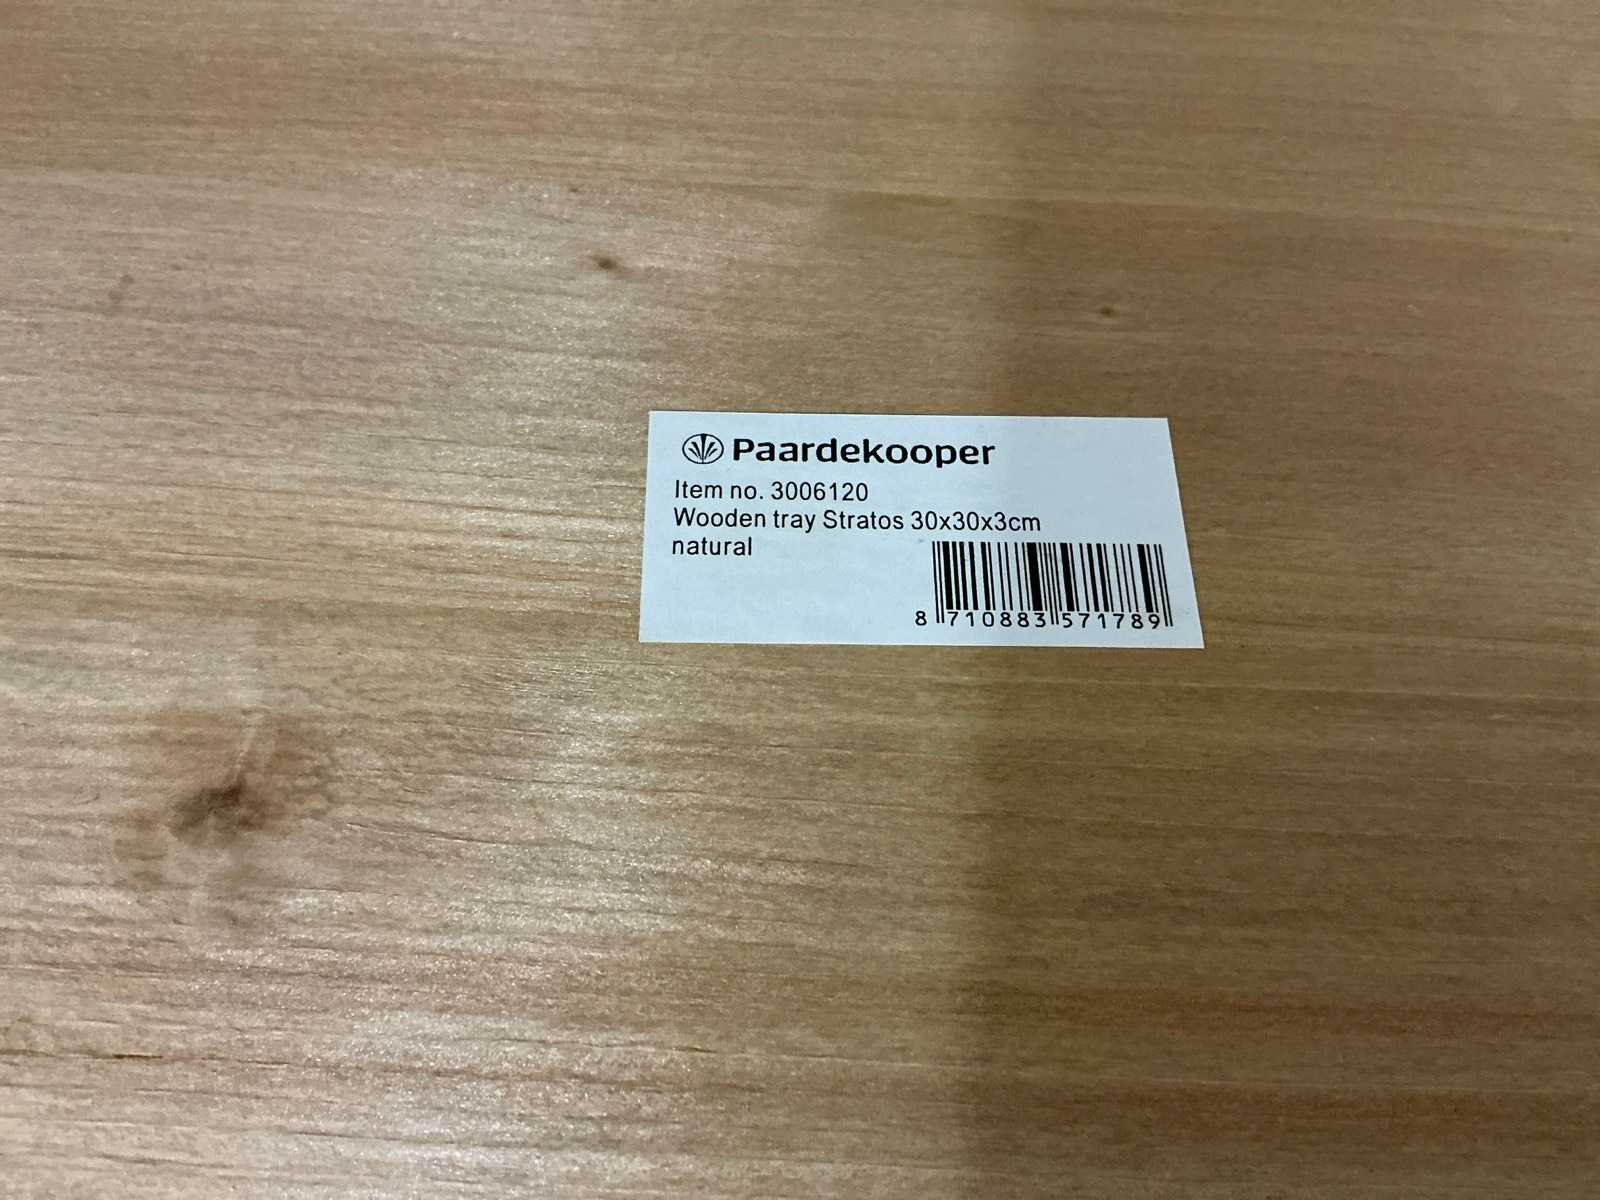 Paardekooper
Item no. 3006120
Wooden tray Stratos 30x30x3cm
natural
8 710883 571789